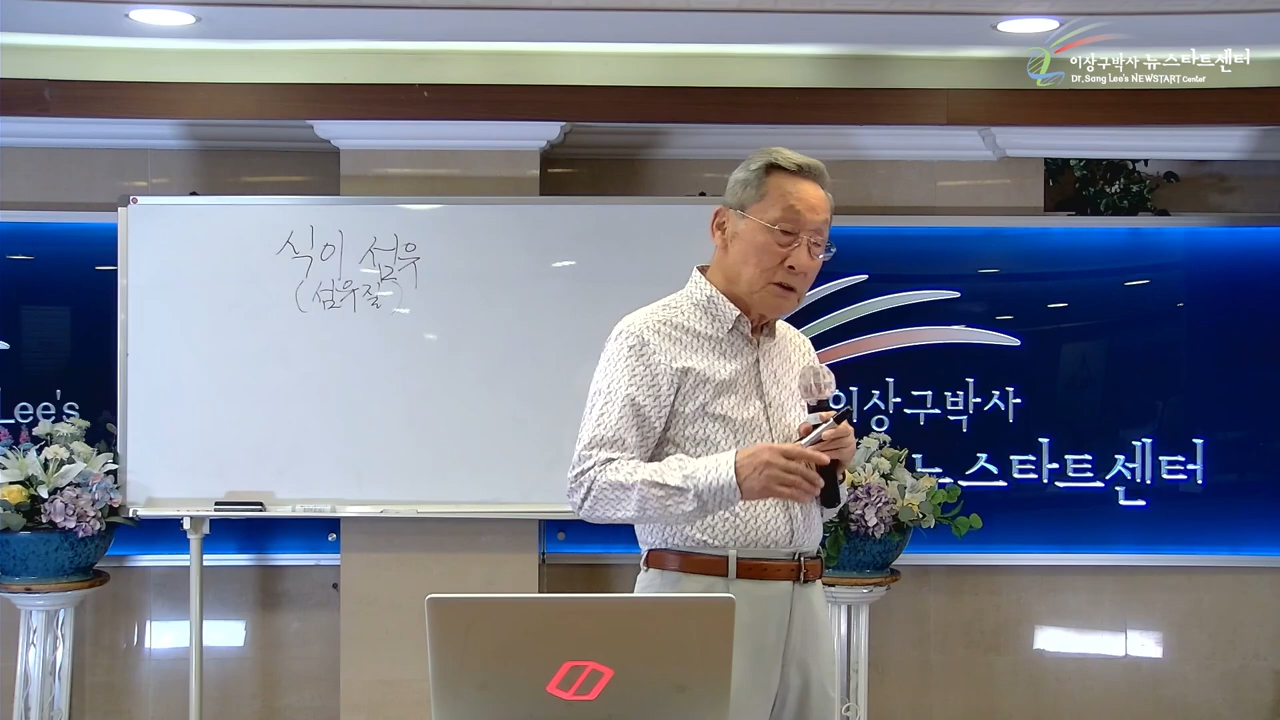 이상구박사 뉴스타트센터
Dr. Sang Lee's NEWSTART Center
식이 섬유
(섬유질)
Lee's
이상구박사
뉴스타트센터